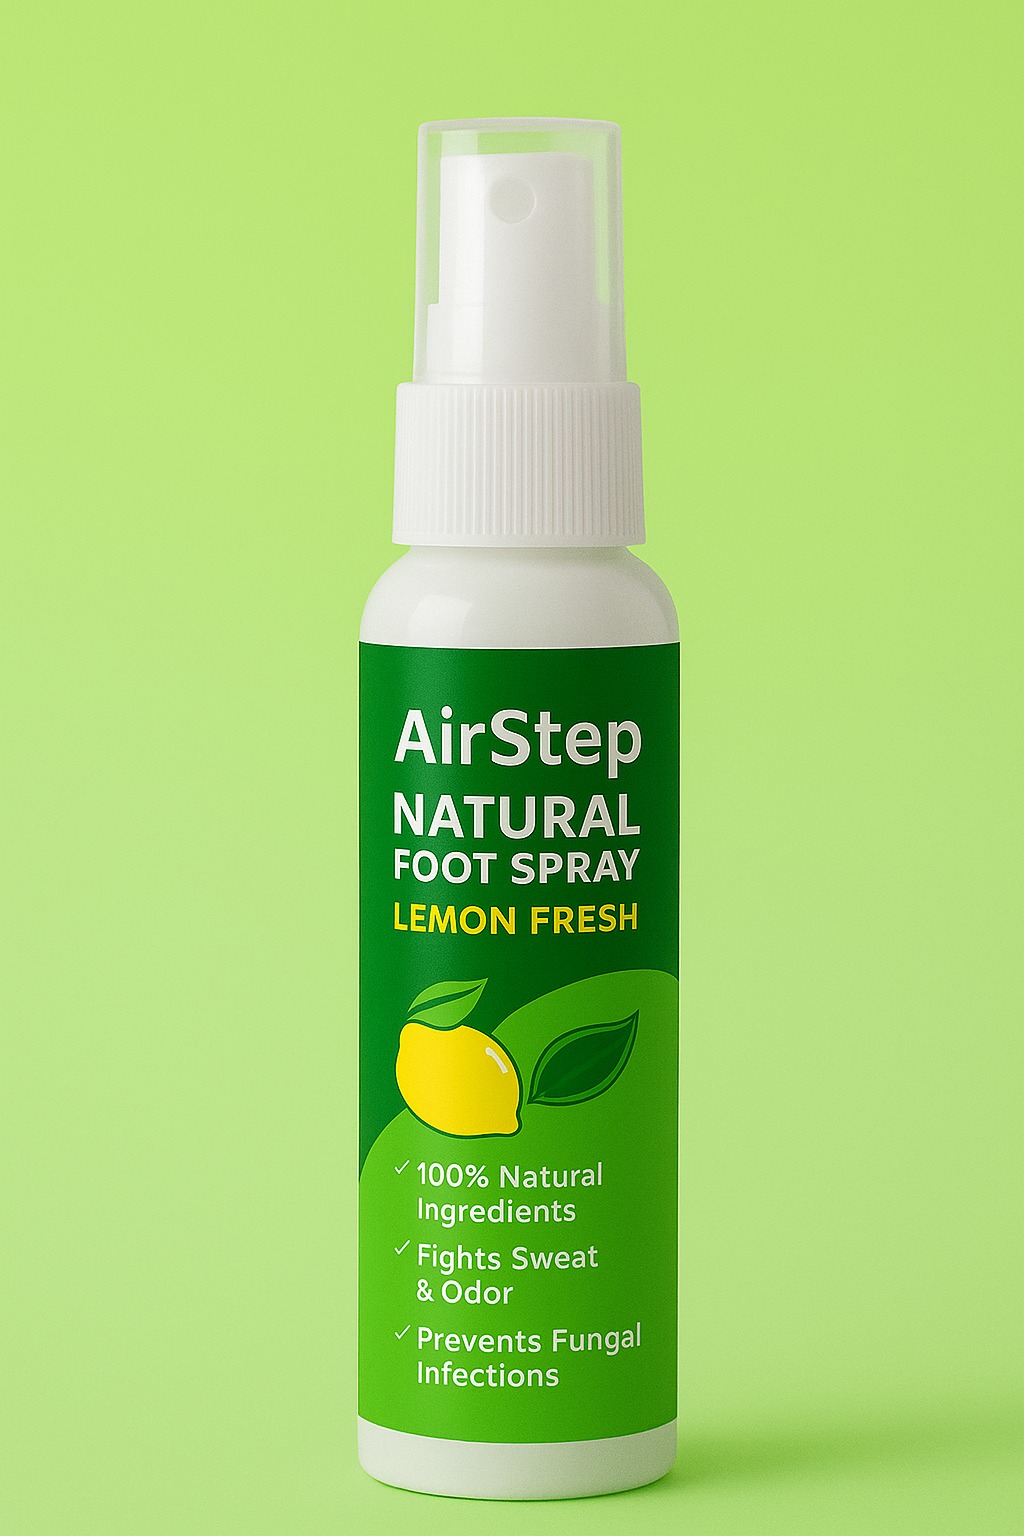 AirStep
NATURAL
FOOT SPRAY
LEMON FRESH
✓ 100% Natural
Ingredients
✓ Fights Sweat
& Odor
✓ Prevents Fungal
Infections